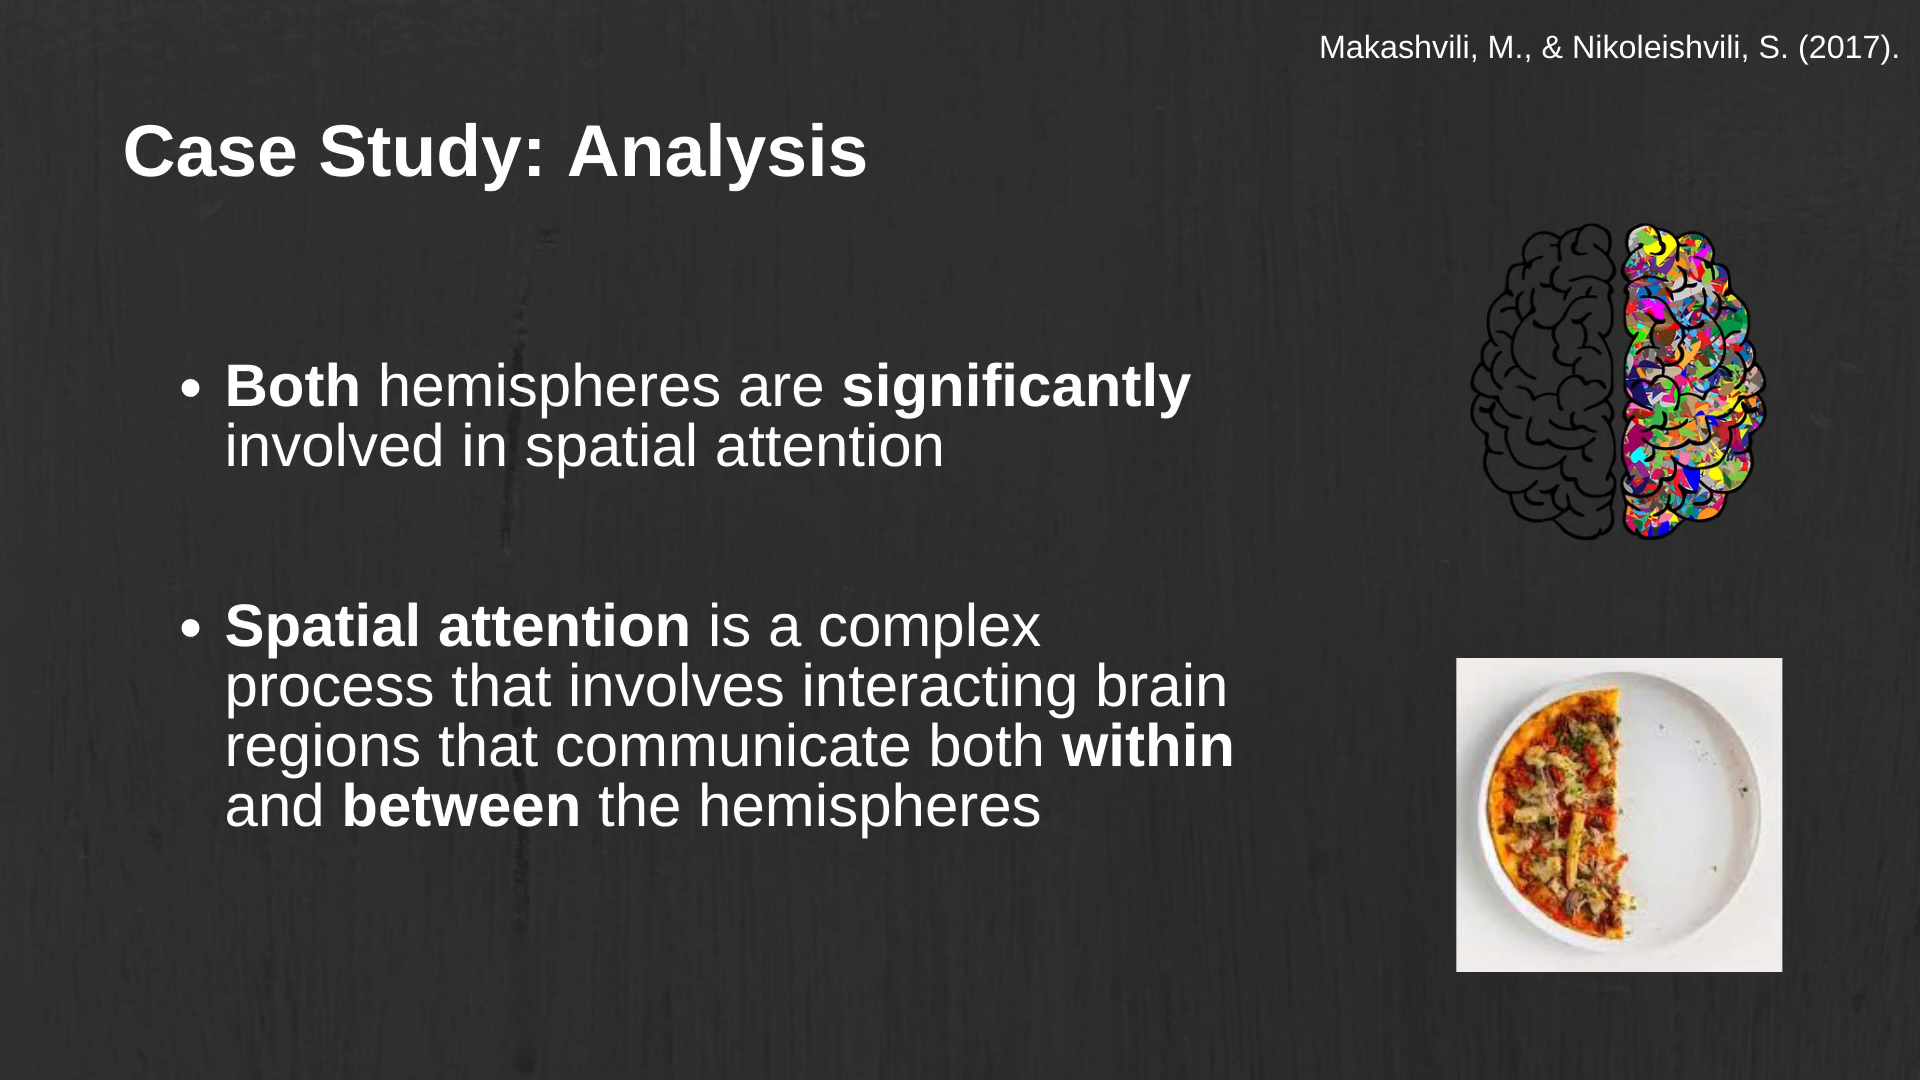 Makashvili, M., & Nikoleishvili, S. (2017).
Case Study: Analysis
• Both hemispheres are significantly
involved in spatial attention
• Spatial attention is a complex
process that involves interacting brain
regions that communicate both within
and between the hemispheres